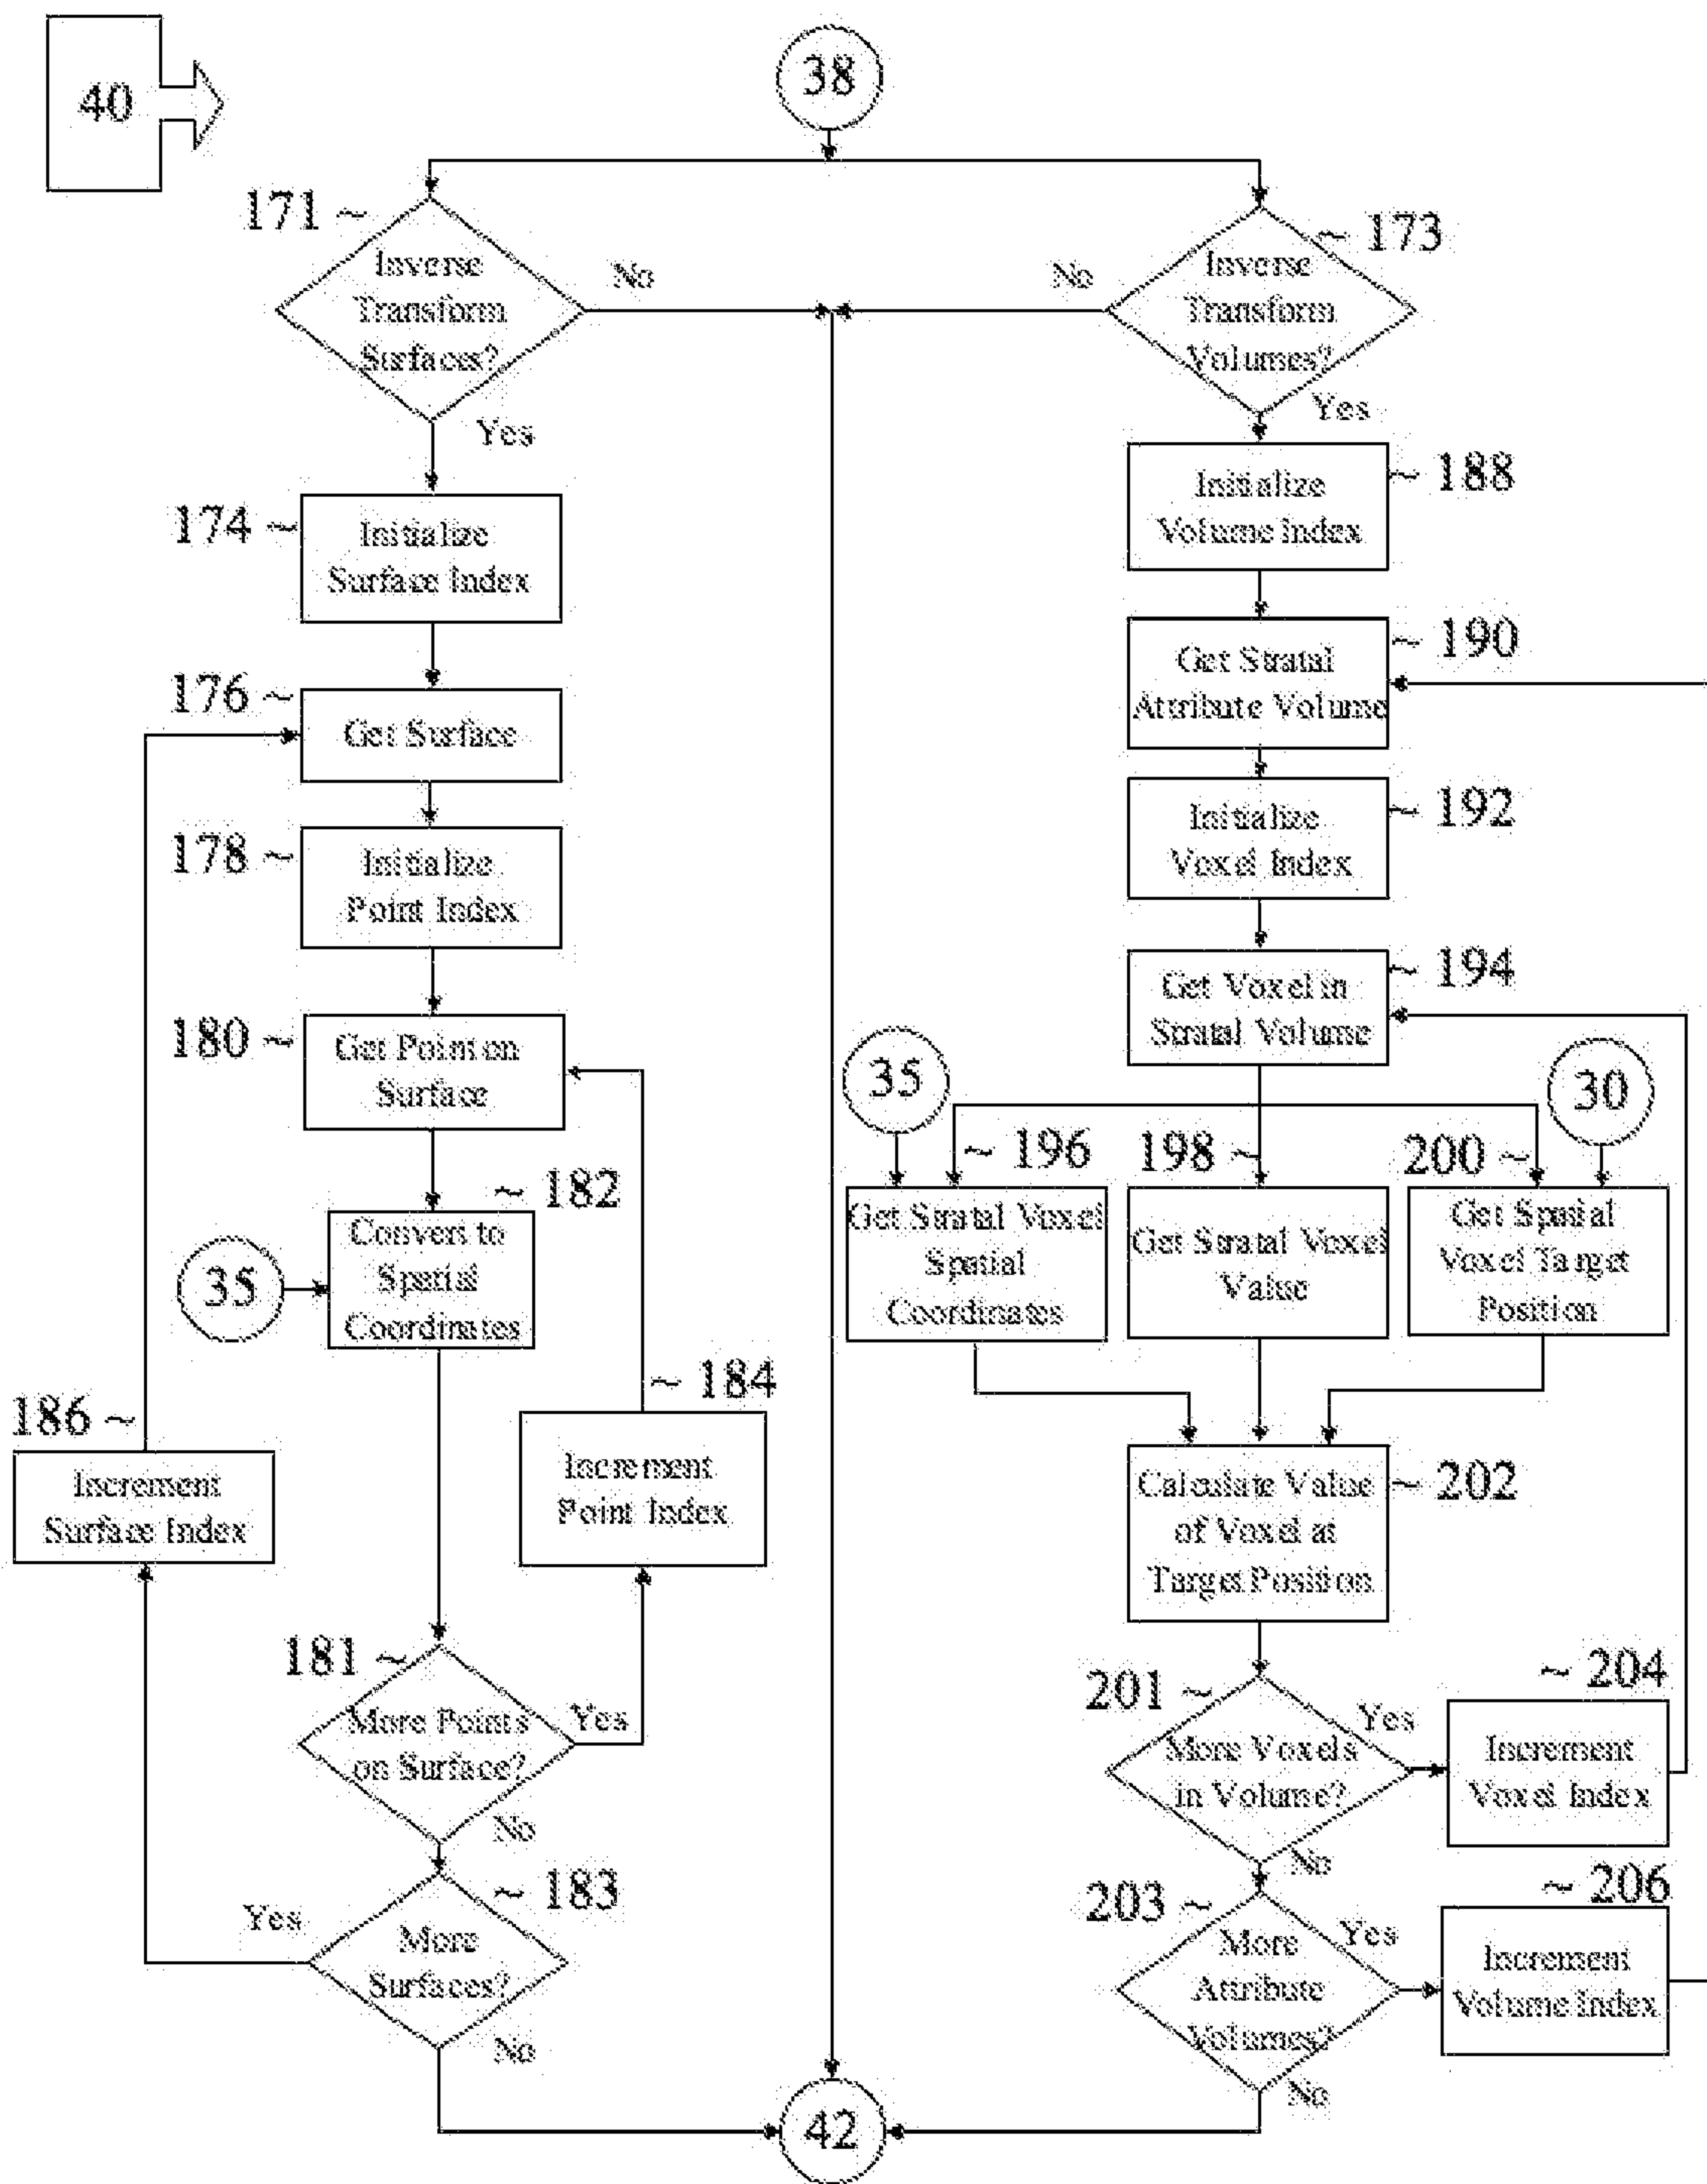 40
38
171 ~
Inverse
Transform
Surfaces?
No
Yes
~ 173
Inverse
Transform
Volumes?
No
Yes
174 ~
Initialize
Surface Index
176 ~
Get Surface
178 ~
Initialize
Point Index
180 ~
Get Point on
Surface
~ 182
Convert to
Spatial
Coordinates
35
~ 184
Increment
Point Index
186 ~
Increment
Surface Index
181 ~
More Points
on Surface?
Yes
No
~ 183
More
Surfaces?
Yes
No
~ 188
Initialize
Volume Index
~ 190
Get Stratal
Attribute Volume
~ 192
Initialize
Voxel Index
~ 194
Get Voxel in
Stratal Volume
35
30
~ 196
Get Stratal Voxel
Spatial
Coordinates
198 ~
Get Stratal Voxel
Value
200 ~
Get Spatial
Voxel Target
Position
~ 202
Calculate Value
of Voxel at
Target Position
201 ~
More Voxels
in Volume?
Yes
No
~ 204
Increment
Voxel Index
203 ~
More
Attribute
Volumes?
Yes
No
~ 206
Increment
Volume Index
42